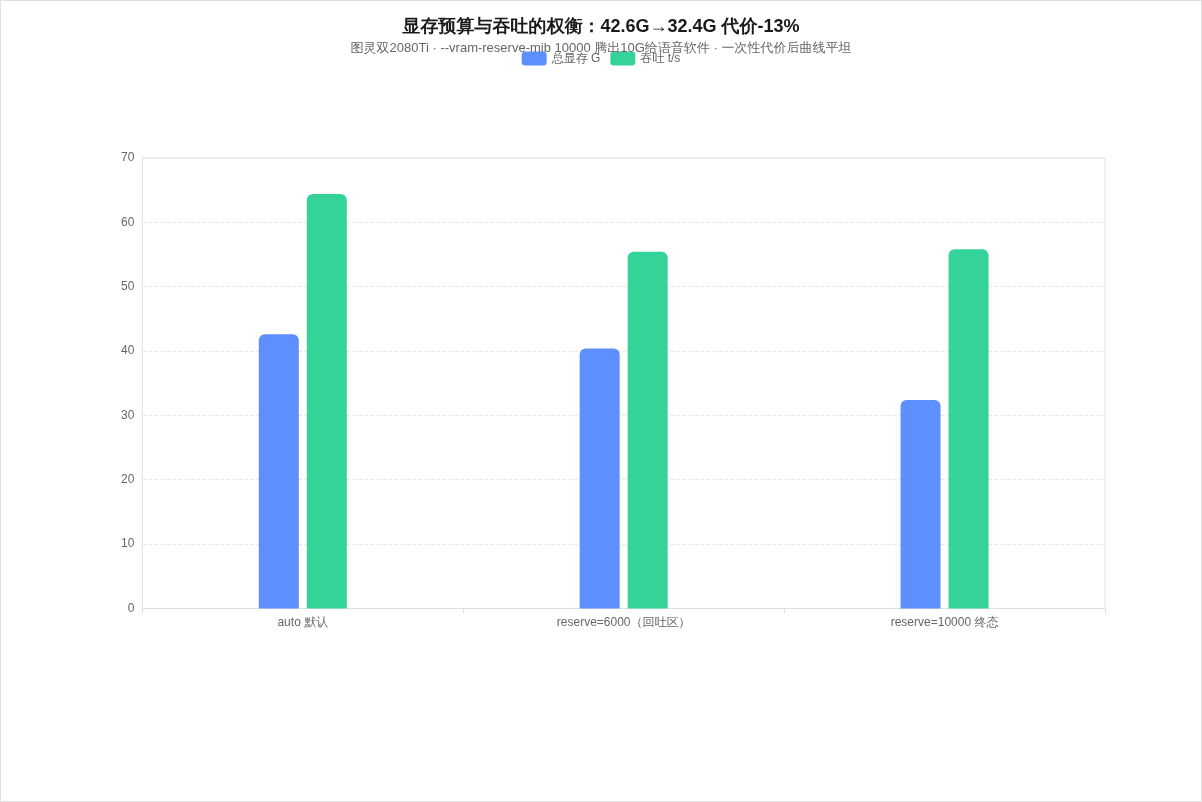 显存预算与吞吐的权衡：42.6G→32.4G 代价-13%
图灵双2080Ti · --vram-reserve-mib 10000 腾出10G给语音软件 · 一次性代价后曲线平坦
总显存 G 吞吐 t/s
70
60
50
40
30
20
10
0
auto 默认 reserve=6000（回吐区） reserve=10000 终态